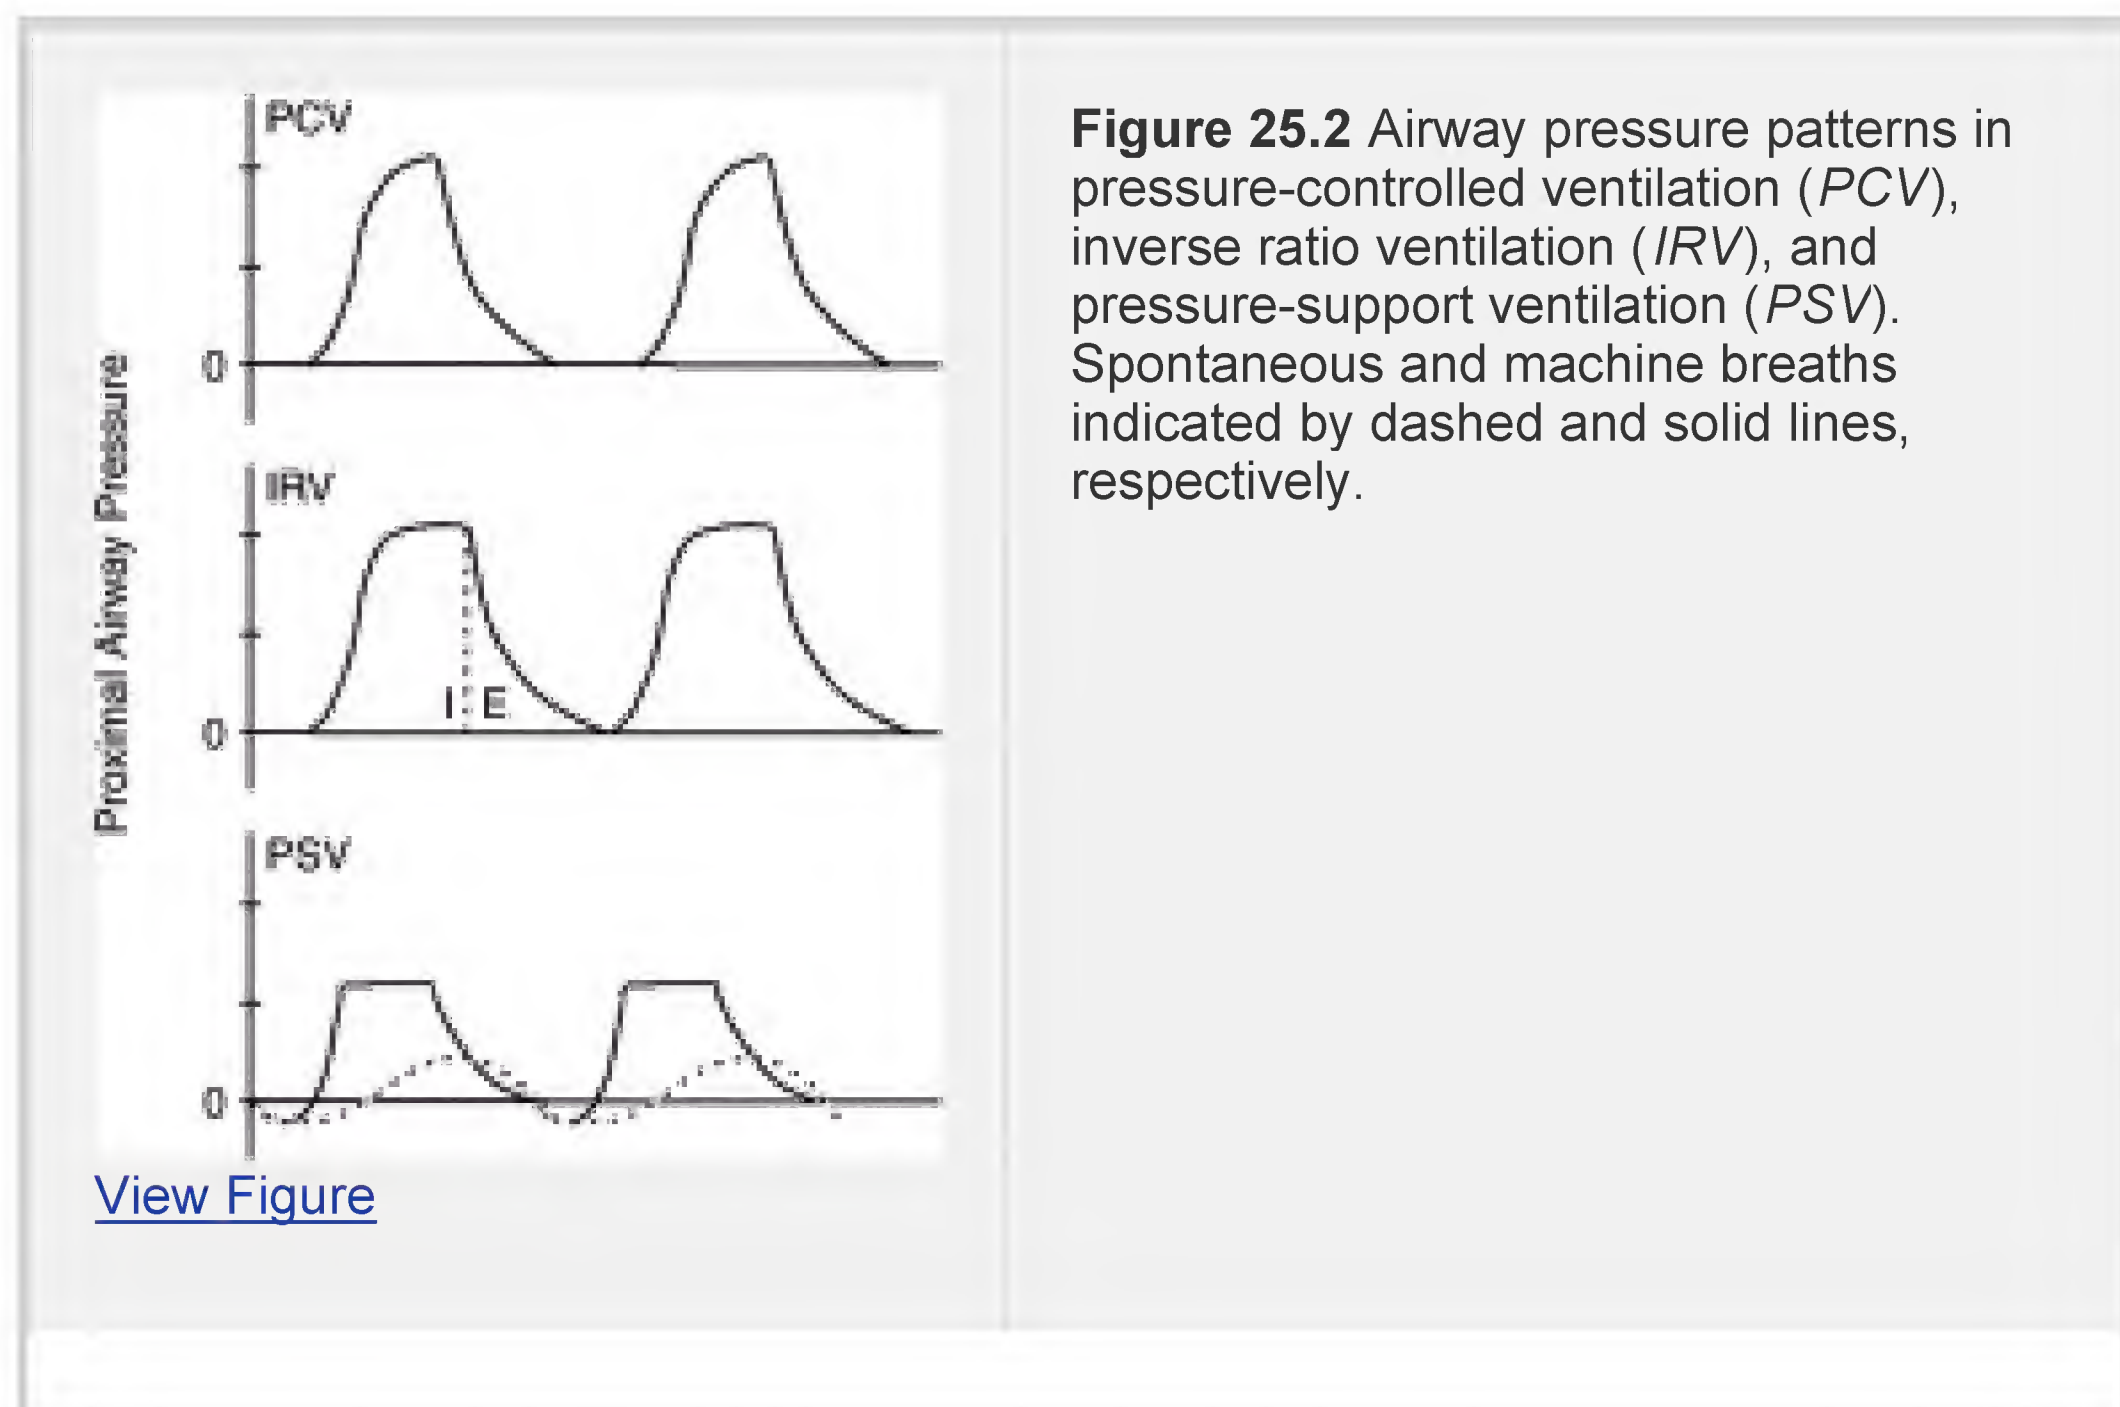 PCV
0
IRV
I E
0
PSV
0
Proximal Airway Pressure
View Figure
Figure 25.2 Airway pressure patterns in
pressure-controlled ventilation (PCV),
inverse ratio ventilation (IRV), and
pressure-support ventilation (PSV).
Spontaneous and machine breaths
indicated by dashed and solid lines,
respectively.